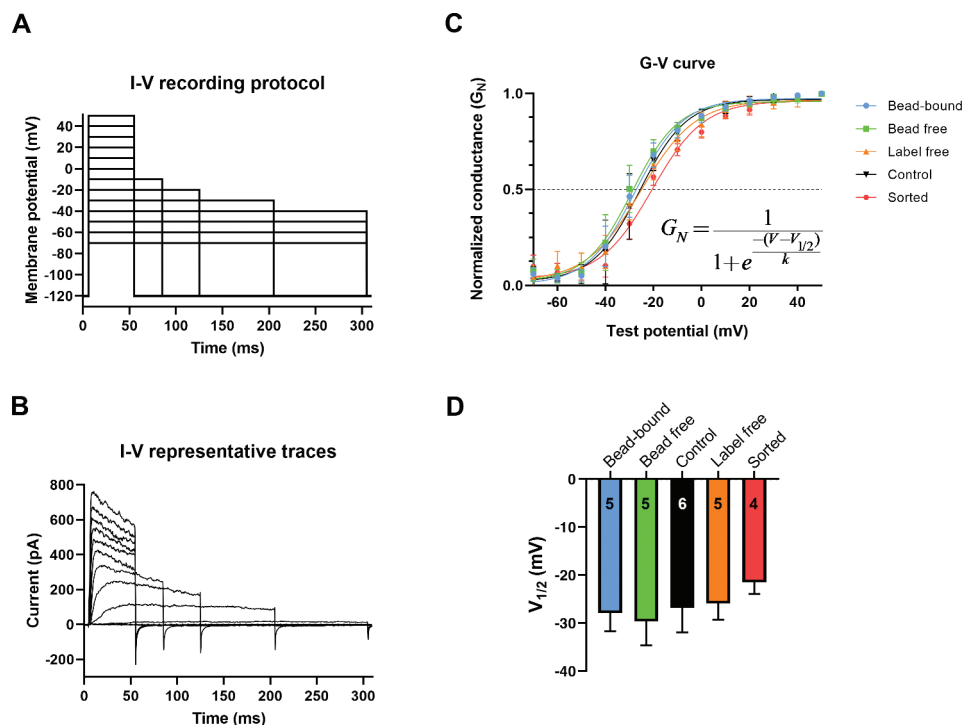 A
I-V recording protocol
Membrane potential (mV)
40
20
0
-20
-40
-60
-80
-100
-120
0 50 100 150 200 250 300
Time (ms)
B
I-V representative traces
Current (pA)
800
600
400
200
0
-200
0 50 100 150 200 250 300
Time (ms)
C
G-V curve
Normalized conductance (G_N)
1.0
0.5
0.0
-60 -40 -20 0 20 40
Test potential (mV)
G_N = 1 / (1+e^(-(V-V_1/2)/k))
Bead-bound
Bead free
Label free
Control
Sorted
D
Bead-bound
Bead free
Control
Label free
Sorted
V_1/2 (mV)
0
-10
-20
-30
-40
5 5 6 5 4